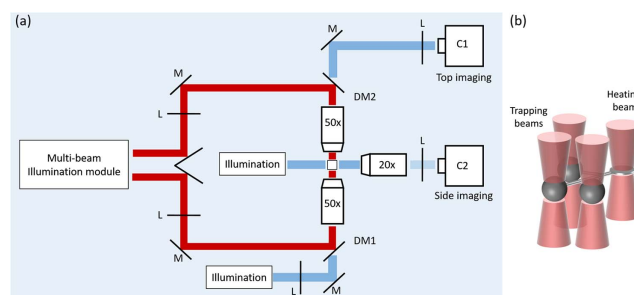 (a)
M
L
C1
Top imaging
M
DM2
L
50x
Multi-beam
Illumination module
Illumination
20x
L
C2
Side imaging
50x
L
M
DM1
Illumination
L
M
(b)
Trapping
beams
beams